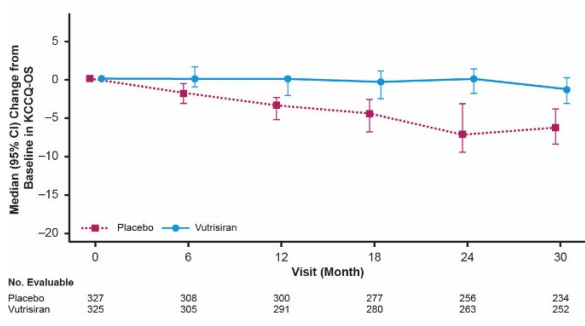 Median (95% CI) Change from
Baseline in KCCQ-OS
5
0
−5
−10
−15
−20
Placebo
Vutrisiran
0 6 12 18 24 30
Visit (Month)
No. Evaluable
Placebo 327 308 300 277 256 234
Vutrisiran 325 305 291 280 263 252